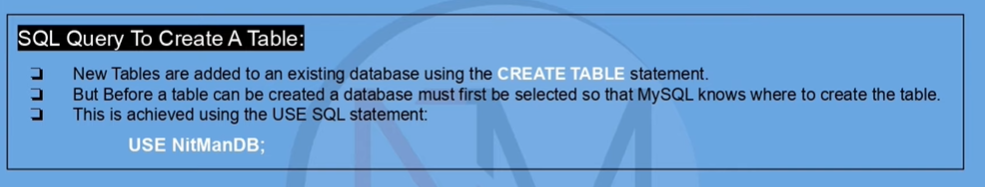 SQL Query To Create A Table:
New Tables are added to an existing database using the CREATE TABLE statement.
But Before a table can be created a database must first be selected so that MySQL knows where to create the table.
This is achieved using the USE SQL statement:
USE NitManDB;